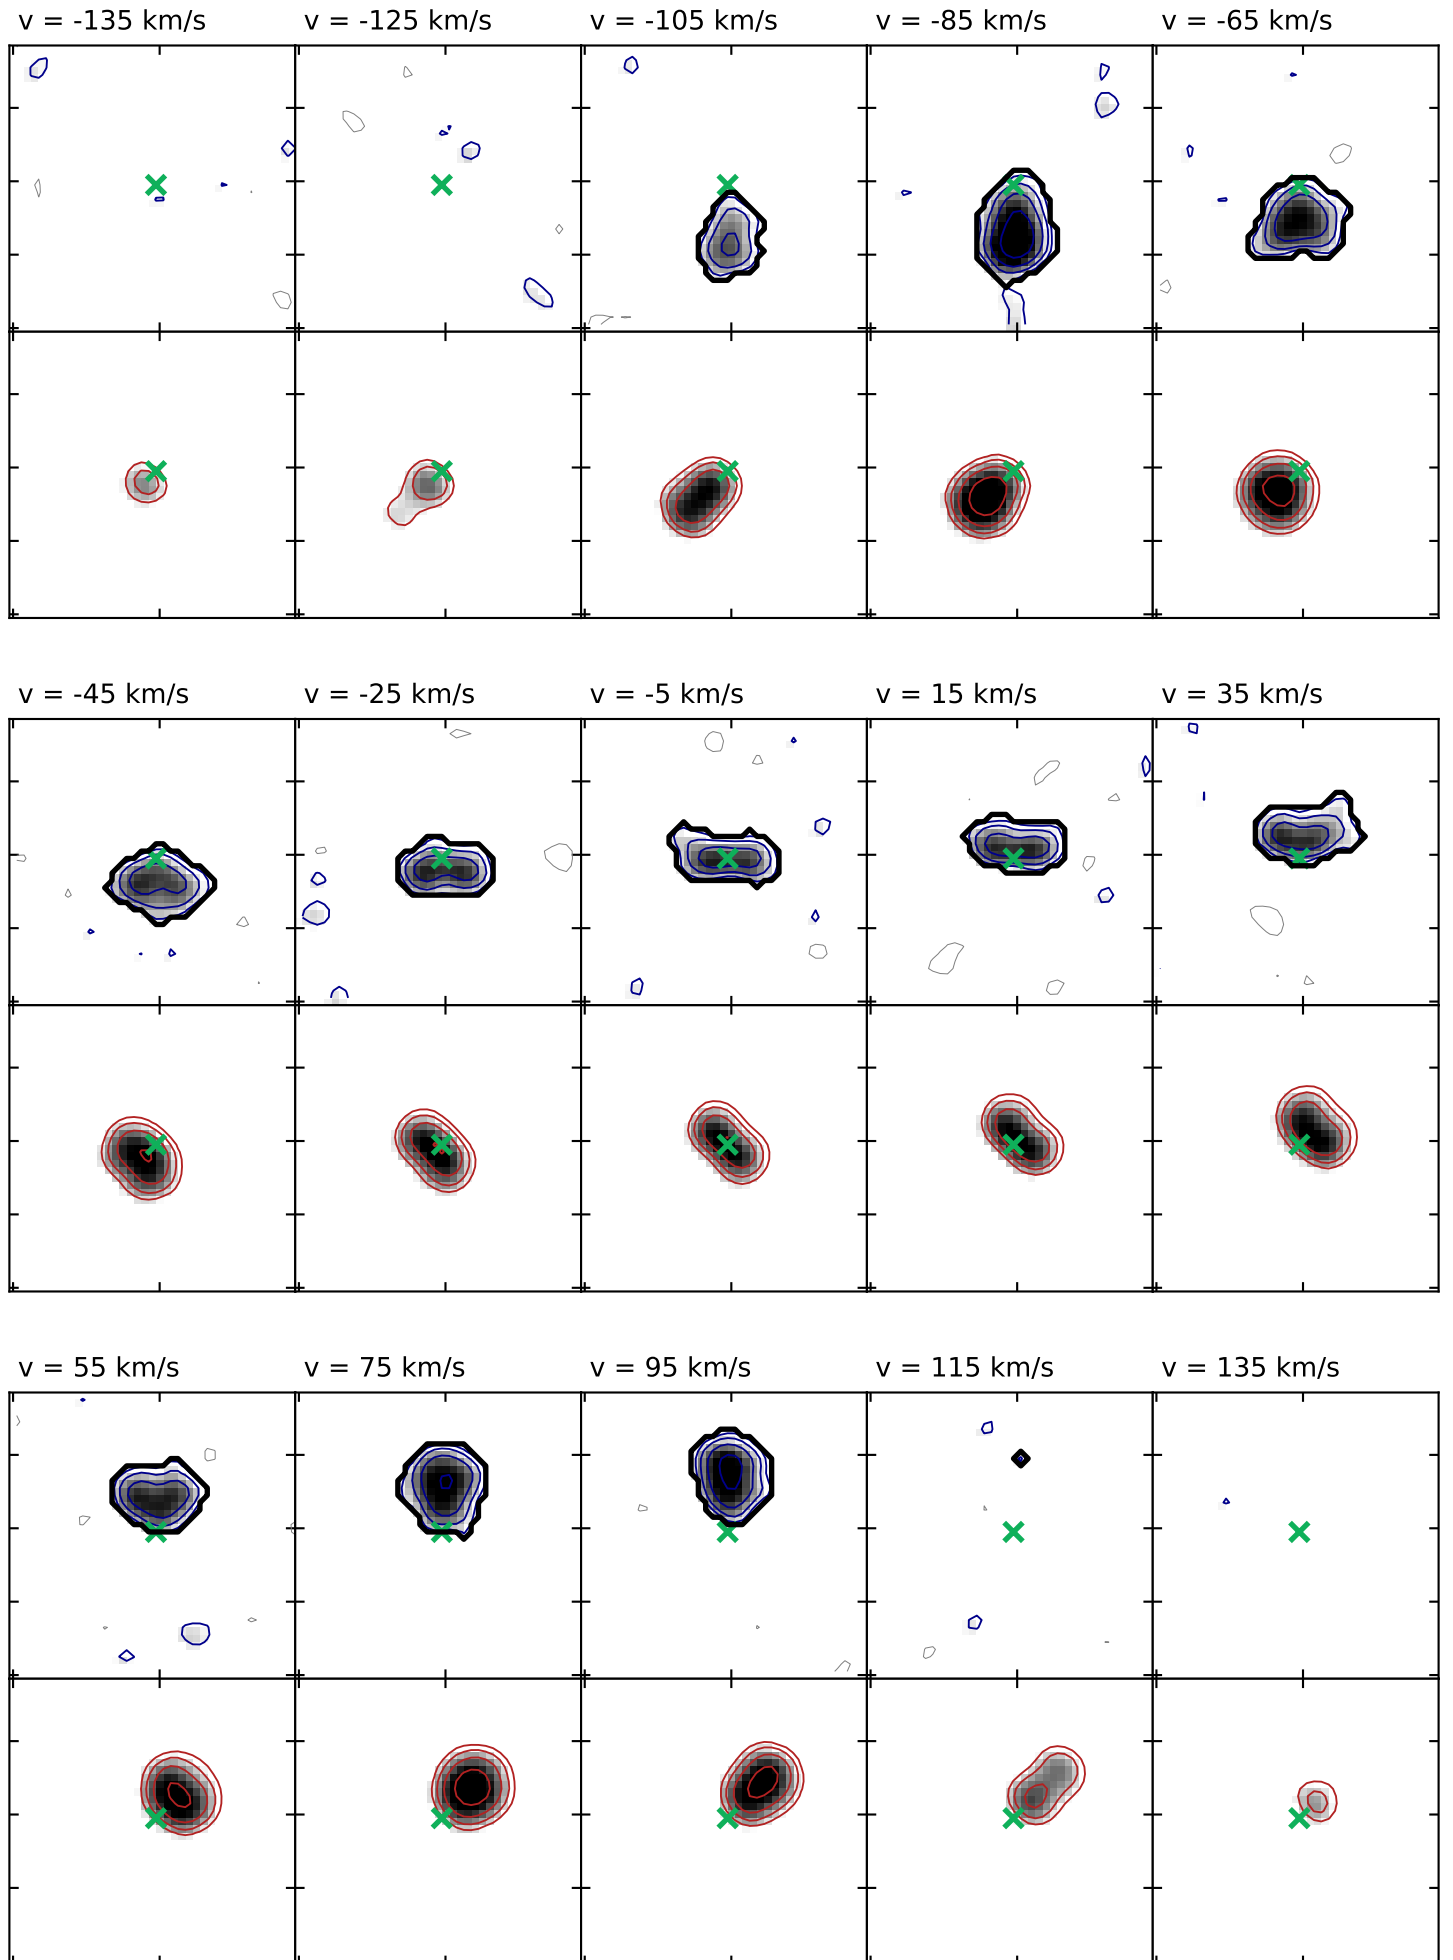 v = -135 km/s
v = -125 km/s
v = -105 km/s
v = -85 km/s
v = -65 km/s
v = -45 km/s
v = -25 km/s
v = -5 km/s
v = 15 km/s
v = 35 km/s
v = 55 km/s
v = 75 km/s
v = 95 km/s
v = 115 km/s
v = 135 km/s